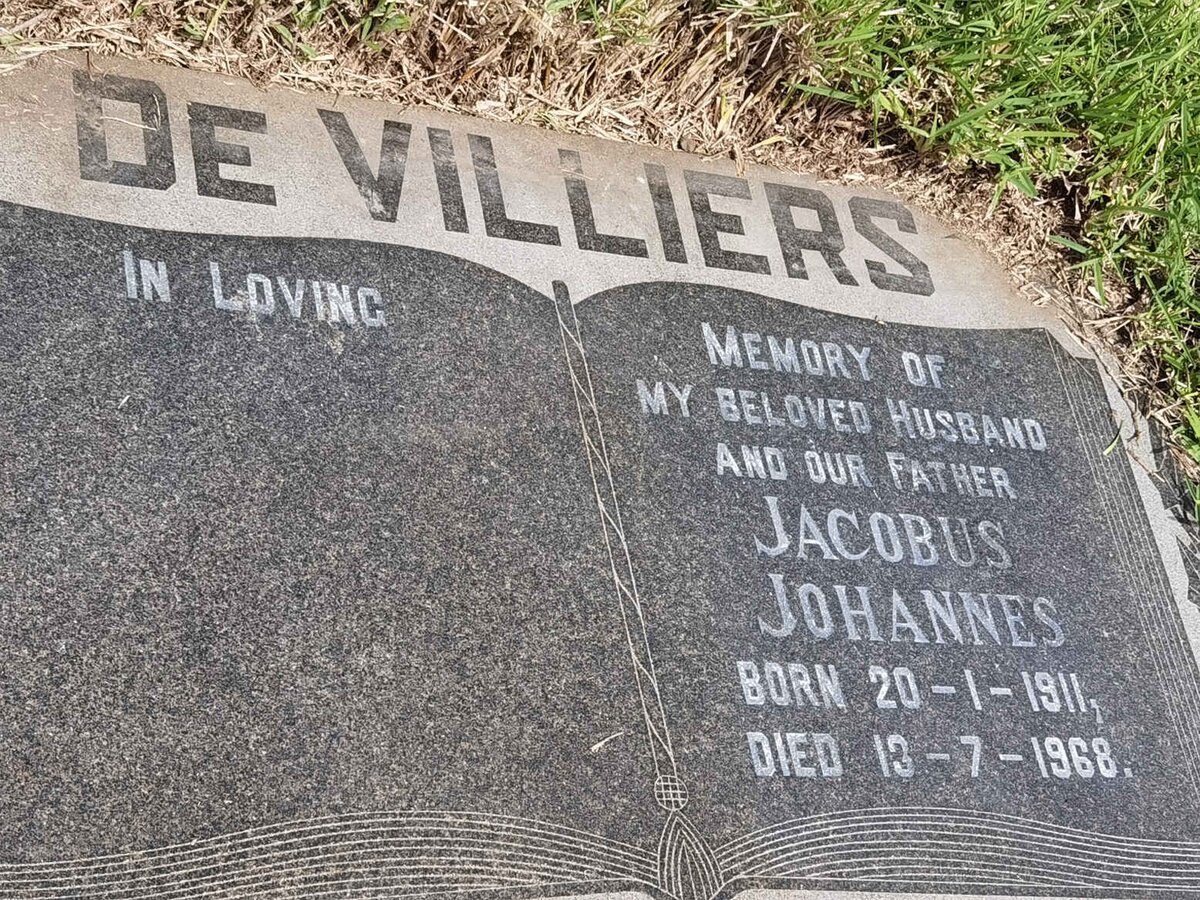 DE VILLIERS
IN LOVING
MEMORY OF
MY BELOVED HUSBAND
AND OUR FATHER
JACOBUS
JOHANNES
BORN 20-1-1911,
DIED 13-7-1968.